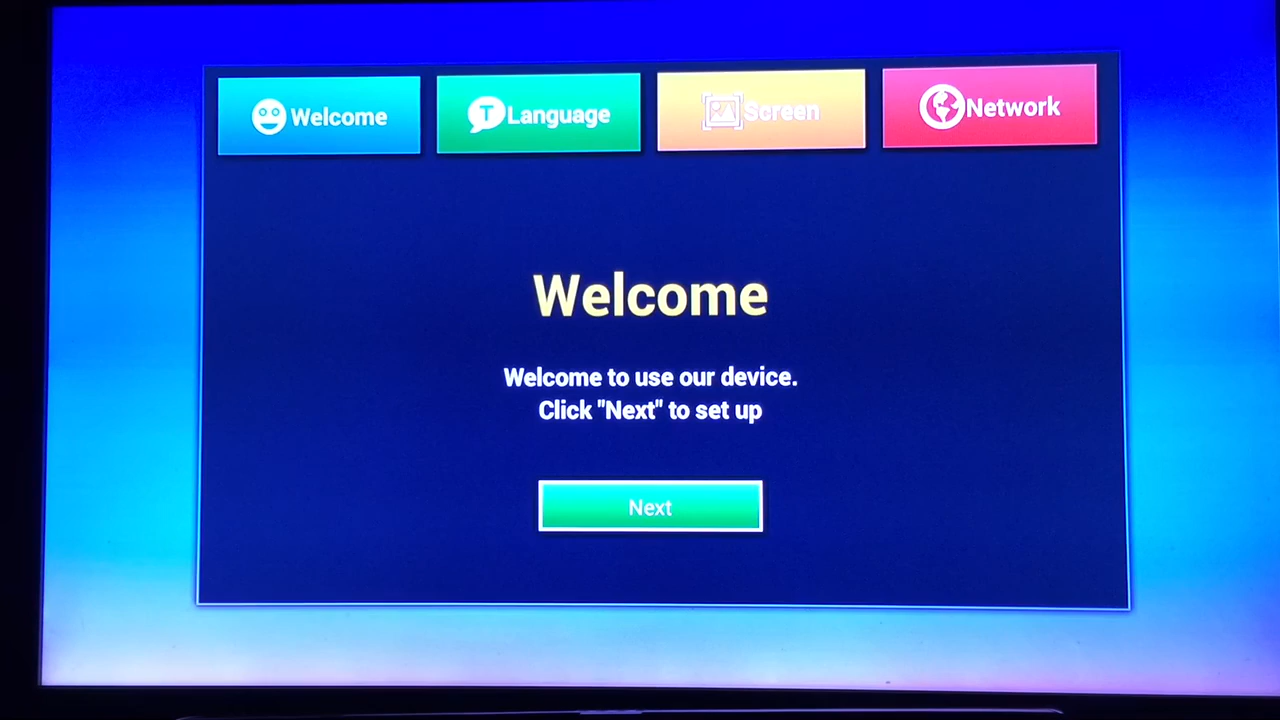 Welcome
Language
Screen
Network
Welcome
Welcome to use our device.
Click "Next" to set up
Next